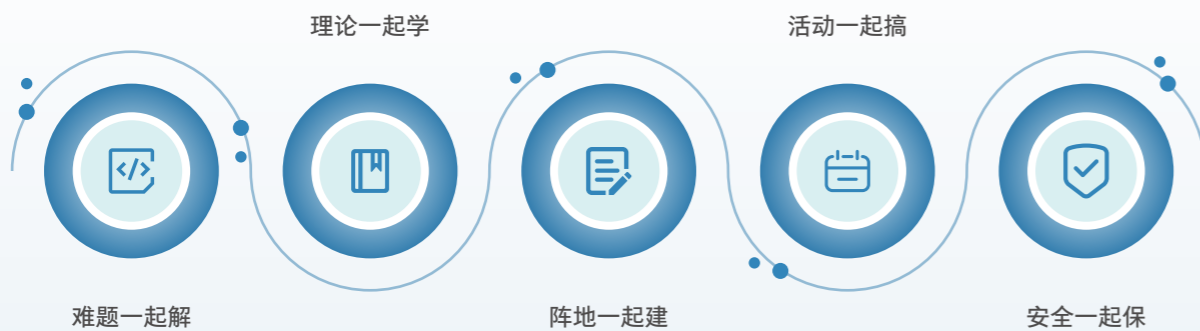 理论一起学
活动一起搞
难题一起解
阵地一起建
安全一起保